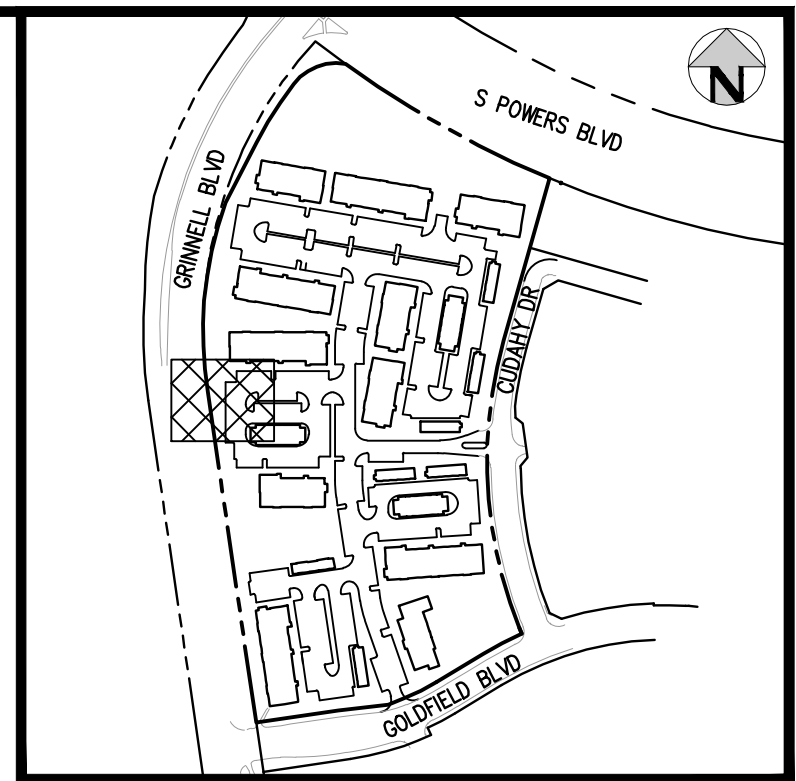 N
S POWERS BLVD
GRINNELL BLVD
CUDAHY DR
GOLDFIELD BLVD